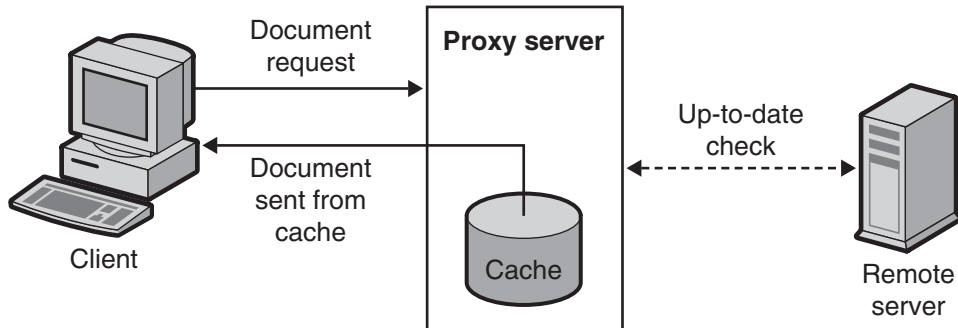 Document
request
Proxy server
Up-to-date
check
Document
sent from
cache
Client
Cache
Remote
server